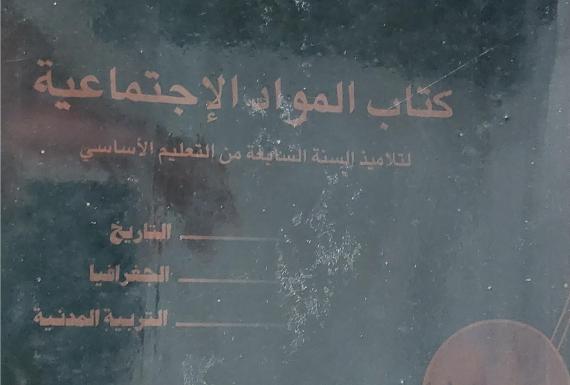 كتاب المواد الإجتماعية
لتلاميذ السنة السابعة من التعليم الأساسي
التاريخ
الجغرافيا
التربية المدنية